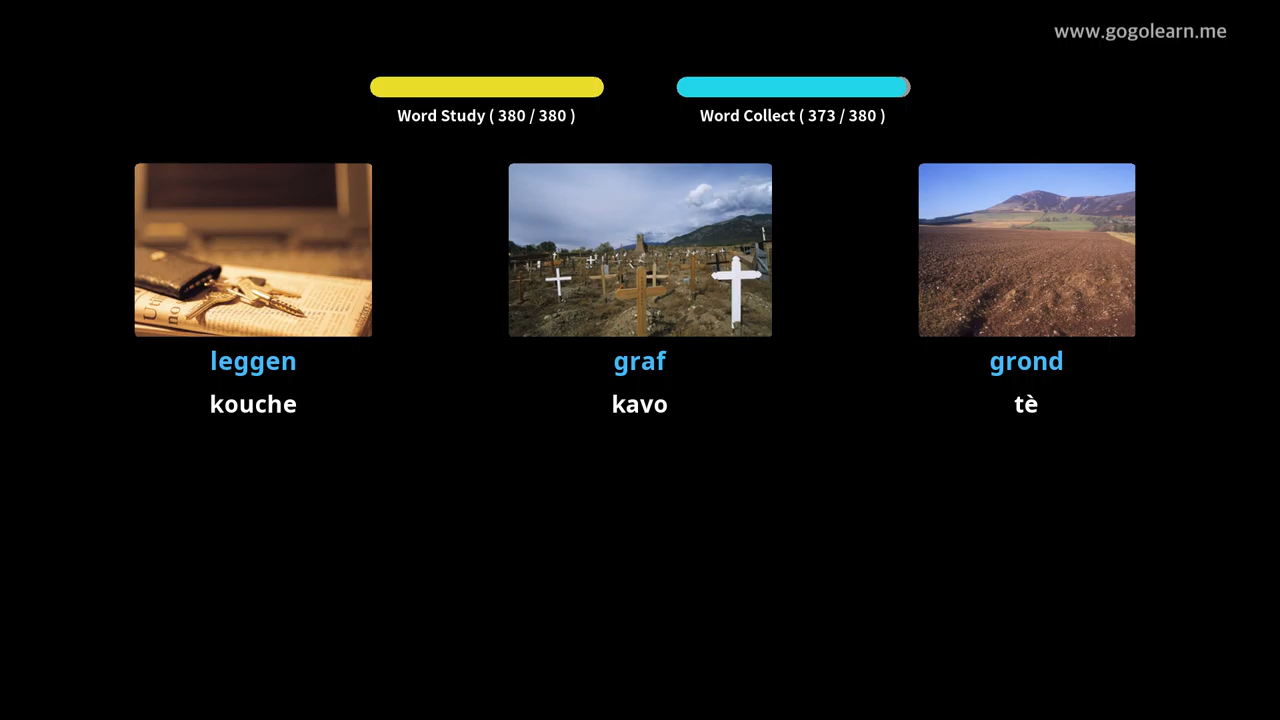 www.gogolearn.me
Word Study ( 380 / 380 )
Word Collect ( 373 / 380 )
leggen
graf
grond
kouche
kavo
tè